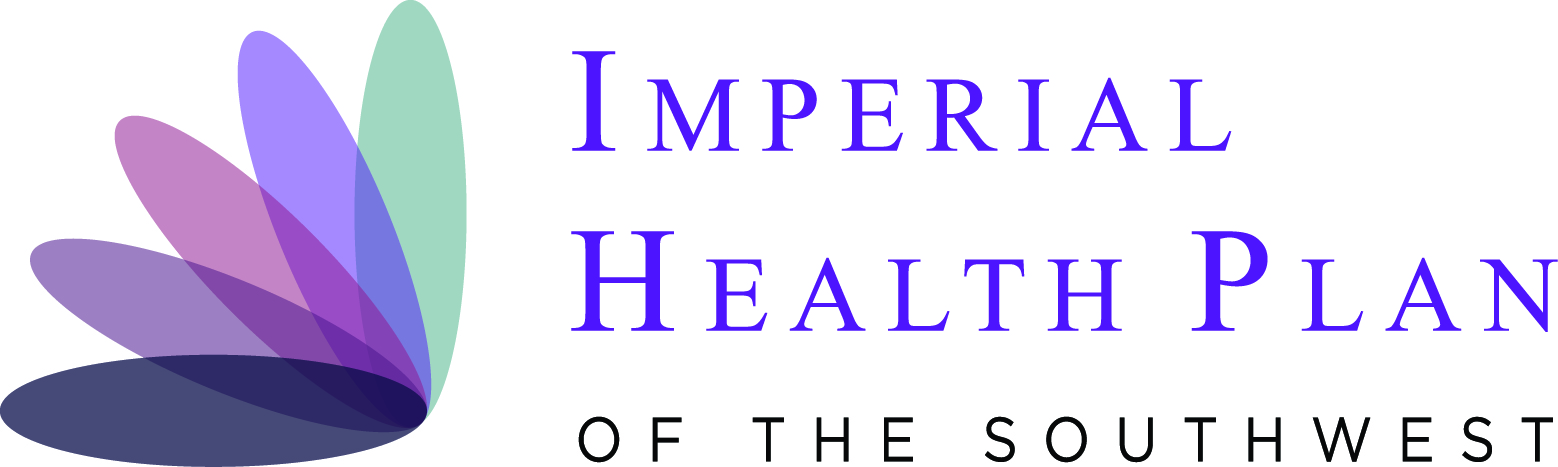 IMPERIAL
HEALTH PLAN
OF THE SOUTHWEST